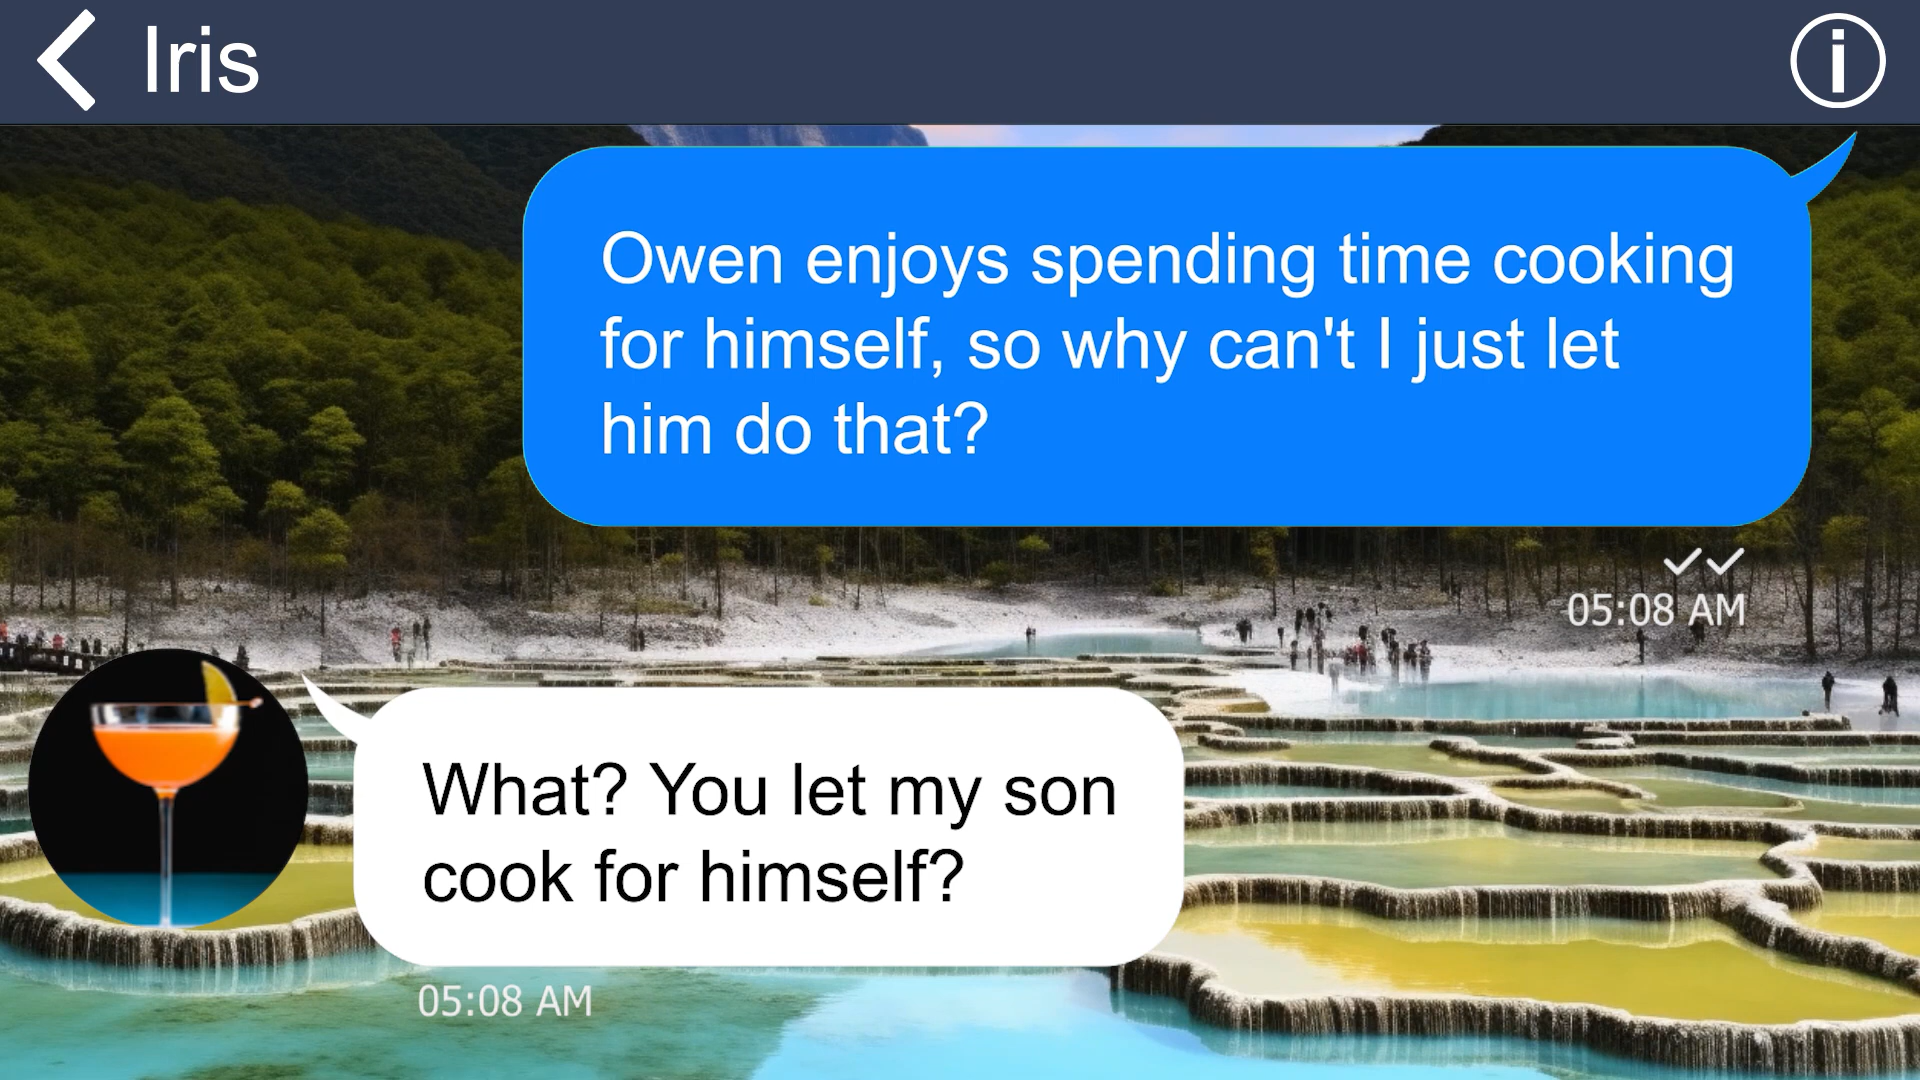 Iris
Owen enjoys spending time cooking
for himself, so why can't I just let
him do that?
05:08 AM
What? You let my son
cook for himself?
05:08 AM